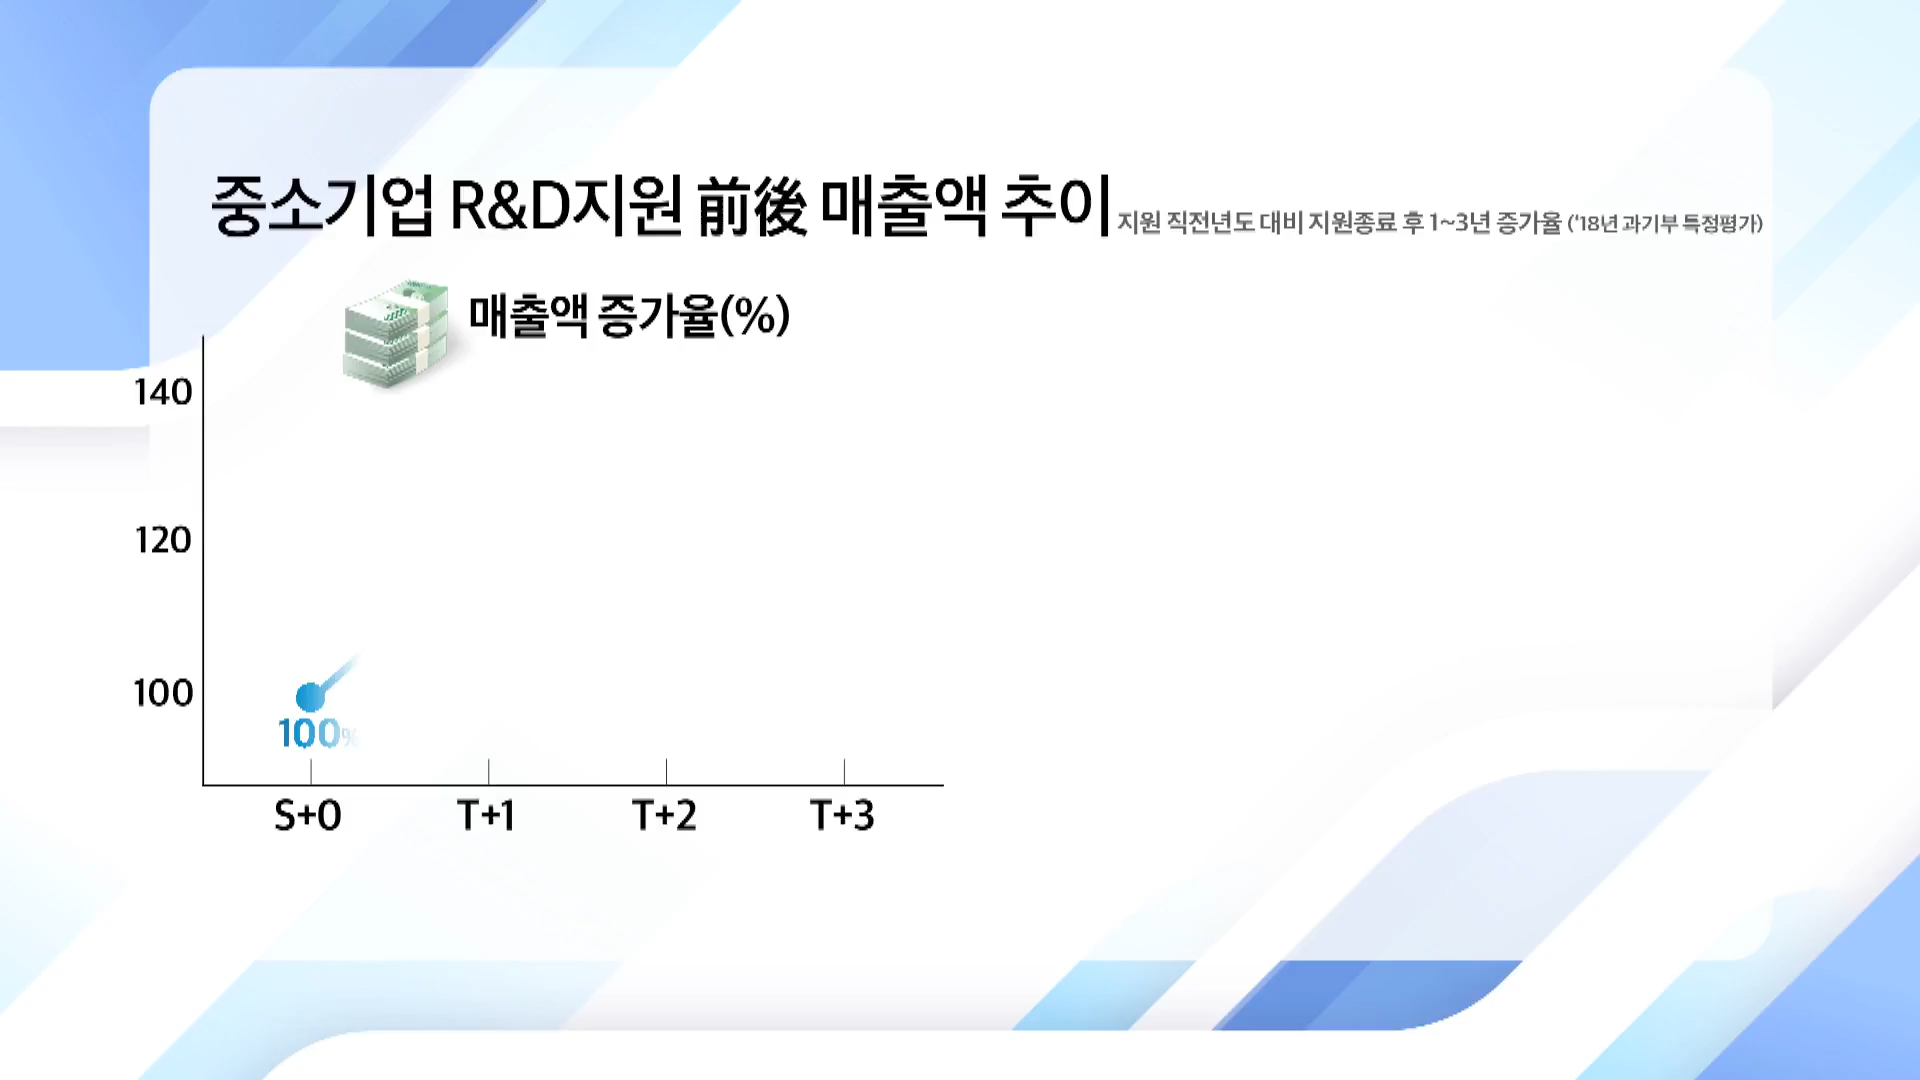 중소기업 R&D지원 前後 매출액 추이 지원 직전년도 대비 지원종료 후 1~3년 증가율 ('18년 과기부 특정평가)
매출액 증가율(%)
140
120
100
100%
S+0 T+1 T+2 T+3